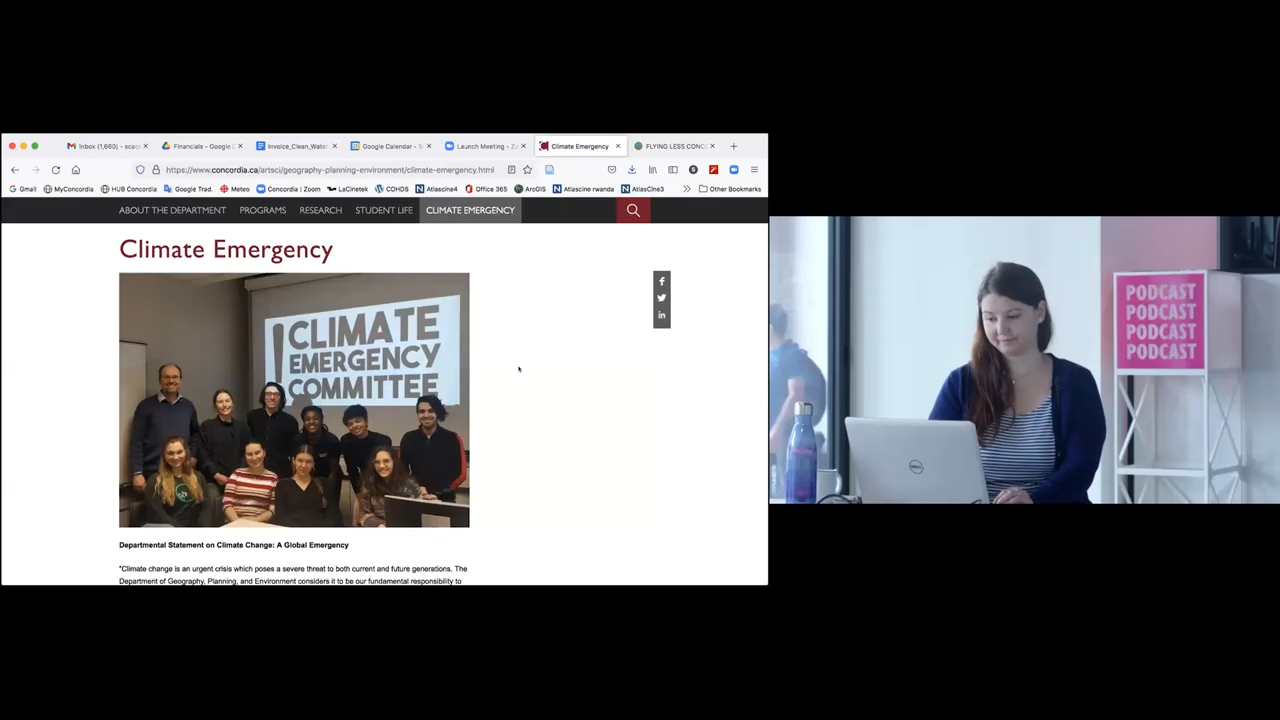 Inbox (1,660) - scao
Financials - Google
Invoice_Clean_Wate
Google Calendar - S
Launch Meeting - Z
Climate Emergency
FLYING LESS CONC
https://www.concordia.ca/artsci/geography-planning-environment/climate-emergency.html
Gmail MyConcordia HUB Concordia Google Trad. Meteo Concordia | Zoom LaCinetek COHDS Atlascine4 Office 365 ArcGIS Atlascine rwanda AtlasCine3 Other Bookmarks
ABOUT THE DEPARTMENT PROGRAMS RESEARCH STUDENT LIFE CLIMATE EMERGENCY
Climate Emergency
!CLIMATE
EMERGENCY
COMMITTEE
Departmental Statement on Climate Change: A Global Emergency
"Climate change is an urgent crisis which poses a severe threat to both current and future generations. The
Department of Geography, Planning, and Environment considers it to be our fundamental responsibility to
PODCAST
PODCAST
PODCAST
PODCAST
DELL